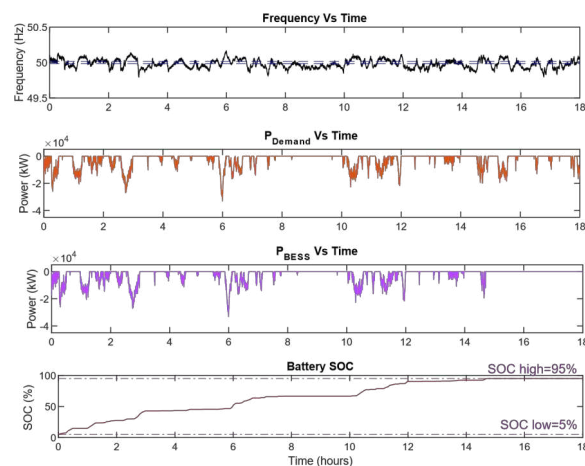 Frequency Vs Time
50.5
50
49.5
Frequency (Hz)
0 2 4 6 8 10 12 14 16 18
P_Demand Vs Time
×10^4
0
-2
-4
Power (kW)
0 2 4 6 8 10 12 14 16 18
P_BESS Vs Time
×10^4
0
-2
-4
Power (kW)
0 2 4 6 8 10 12 14 16 18
Battery SOC
100
50
0
SOC (%)
SOC high=95%
SOC low=5%
0 2 4 6 8 10 12 14 16 18
Time (hours)